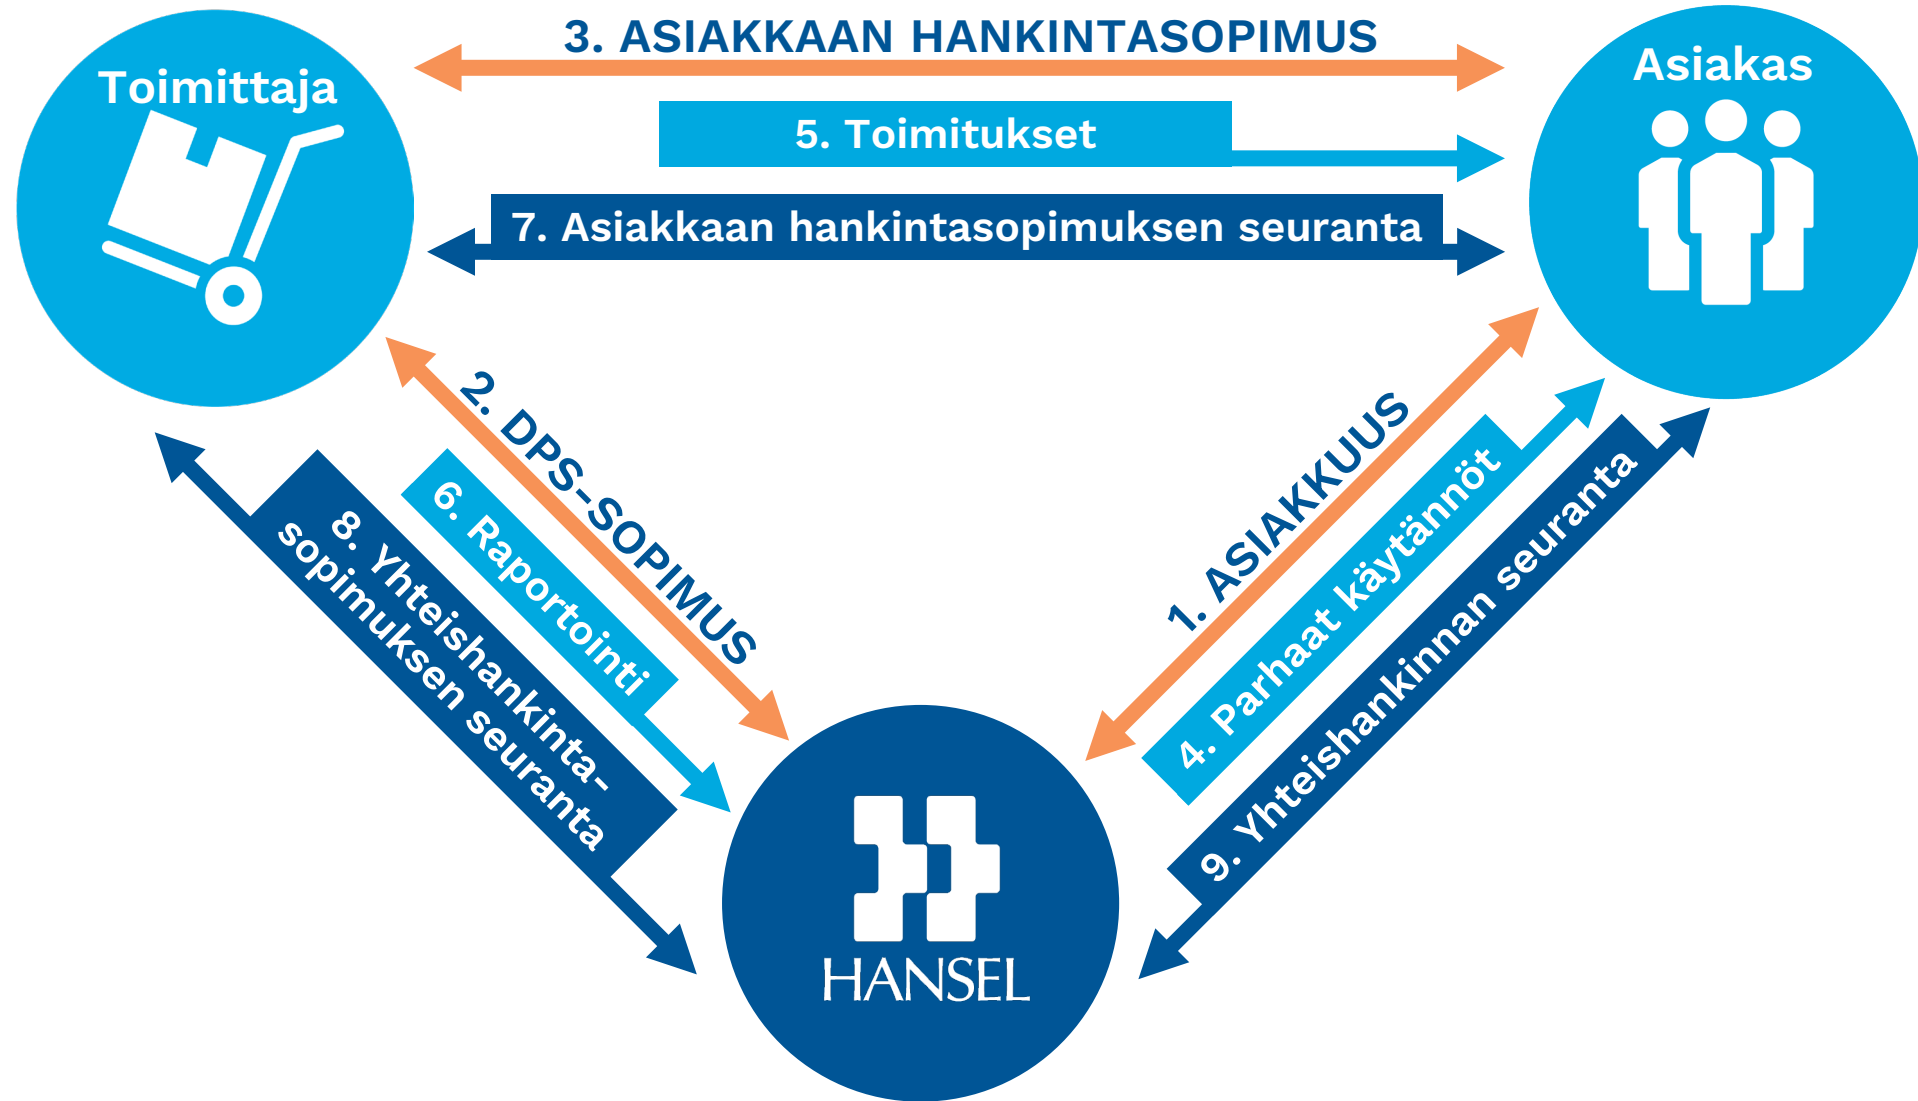 3. ASIAKKAAN HANKINTASOPIMUS
Toimittaja
Asiakas
5. Toimitukset
7. Asiakkaan hankintasopimuksen seuranta
2. DPS-SOPIMUS
6. Raportointi
8. Yhteishankinta-
sopimuksen seuranta
1. ASIAKKUUS
4. Parhaat käytännöt
9. Yhteishankinnan seuranta
HANSEL